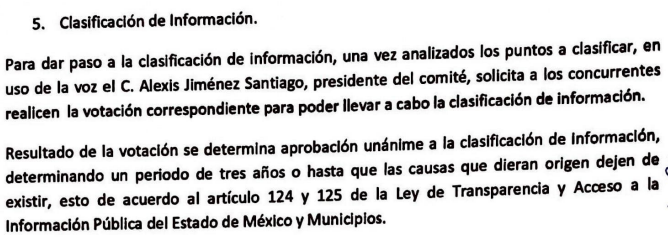 5. Clasificación de Información.
Para dar paso a la clasificación de información, una vez analizados los puntos a clasificar, en
uso de la voz el C. Alexis Jiménez Santiago, presidente del comité, solicita a los concurrentes
realicen la votación correspondiente para poder llevar a cabo la clasificación de información.
Resultado de la votación se determina aprobación unánime a la clasificación de Información,
determinando un periodo de tres años o hasta que las causas que dieran origen dejen de
existir, esto de acuerdo al artículo 124 y 125 de la Ley de Transparencia y Acceso a la
Información Pública del Estado de México y Municipios.